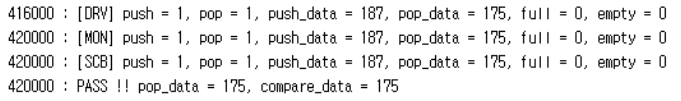 416000 : [DRV] push = 1, pop = 1, push_data = 187, pop_data = 175, full = 0, empty = 0
420000 : [MON] push = 1, pop = 1, push_data = 187, pop_data = 175, full = 0, empty = 0
420000 : [SCB] push = 1, pop = 1, push_data = 187, pop_data = 175, full = 0, empty = 0
420000 : PASS !! pop_data = 175, compare_data = 175